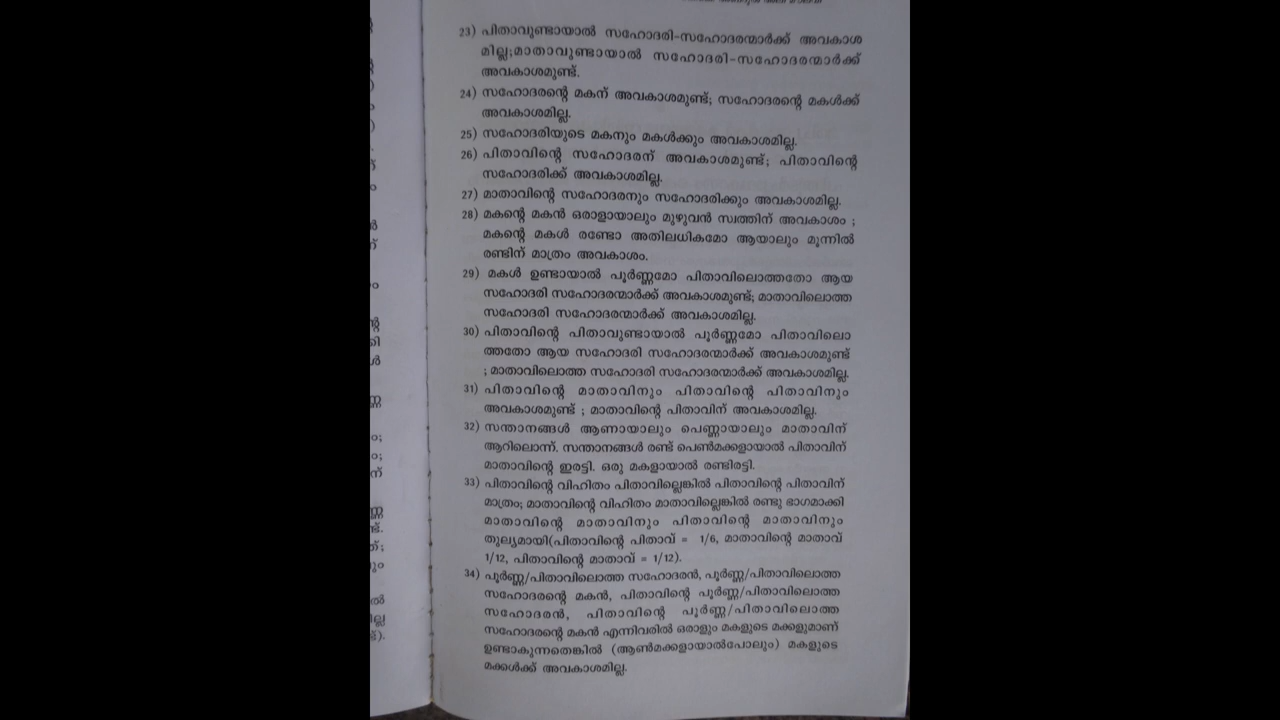 23) പിതാവുണ്ടായാൽ സഹോദരി-സഹോദരന്മാർക്ക് അവകാശ
മില്ല;മാതാവുണ്ടായാൽ സഹോദരി-സഹോദരന്മാർക്ക്
അവകാശമുണ്ട്.
24) സഹോദരന്റെ മകന് അവകാശമുണ്ട്; സഹോദരന്റെ മകൾക്ക്
അവകാശമില്ല.
25) സഹോദരിയുടെ മകനും മകൾക്കും അവകാശമില്ല.
26) പിതാവിന്റെ സഹോദരന് അവകാശമുണ്ട്; പിതാവിന്റെ
സഹോദരിക്ക് അവകാശമില്ല.
27) മാതാവിന്റെ സഹോദരനും സഹോദരിക്കും അവകാശമില്ല.
28) മകന്റെ മകൻ ഒരാളായാലും മുഴുവൻ സ്വത്തിന് അവകാശം ;
മകന്റെ മകൾ രണ്ടോ അതിലധികമോ ആയാലും മൂന്നിൽ
രണ്ടിന് മാത്രം അവകാശം.
29) മകൾ ഉണ്ടായാൽ പൂർണ്ണമോ പിതാവിലൊത്തതോ ആയ
സഹോദരി സഹോദരന്മാർക്ക് അവകാശമുണ്ട്; മാതാവിലൊത്ത
സഹോദരി സഹോദരന്മാർക്ക് അവകാശമില്ല.
30) പിതാവിന്റെ പിതാവുണ്ടായാൽ പൂർണ്ണമോ പിതാവിലൊ
ത്തതോ ആയ സഹോദരി സഹോദരന്മാർക്ക് അവകാശമുണ്ട്
; മാതാവിലൊത്ത സഹോദരി സഹോദരന്മാർക്ക് അവകാശമില്ല.
31) പിതാവിന്റെ മാതാവിനും പിതാവിന്റെ പിതാവിനും
അവകാശമുണ്ട് ; മാതാവിന്റെ പിതാവിന് അവകാശമില്ല.
32) സന്താനങ്ങൾ ആണായാലും പെണ്ണായാലും മാതാവിന്
ആറിലൊന്ന്. സന്താനങ്ങൾ രണ്ട് പെൺമക്കളായാൽ പിതാവിന്
മാതാവിന്റെ ഇരട്ടി. ഒരു മകളായാൽ രണ്ടിരട്ടി.
33) പിതാവിന്റെ വിഹിതം പിതാവില്ലെങ്കിൽ പിതാവിന്റെ പിതാവിന്
മാത്രം; മാതാവിന്റെ വിഹിതം മാതാവില്ലെങ്കിൽ രണ്ടു ഭാഗമാക്കി
മാതാവിന്റെ മാതാവിനും പിതാവിന്റെ മാതാവിനും
തുല്യമായി(പിതാവിന്റെ പിതാവ് = 1/6, മാതാവിന്റെ മാതാവ്
1/12, പിതാവിന്റെ മാതാവ് = 1/12).
34) പൂർണ്ണ/പിതാവിലൊത്ത സഹോദരൻ, പൂർണ്ണ/പിതാവിലൊത്ത
സഹോദരന്റെ മകൻ, പിതാവിന്റെ പൂർണ്ണ/പിതാവിലൊത്ത
സഹോദരൻ, പിതാവിന്റെ പൂർണ്ണ/പിതാവിലൊത്ത
സഹോദരന്റെ മകൻ എന്നിവരിൽ ഒരാളും മകളുടെ മക്കളുമാണ്
ഉണ്ടാകുന്നതെങ്കിൽ (ആൺമക്കളായാൽപോലും) മകളുടെ
മക്കൾക്ക് അവകാശമില്ല.